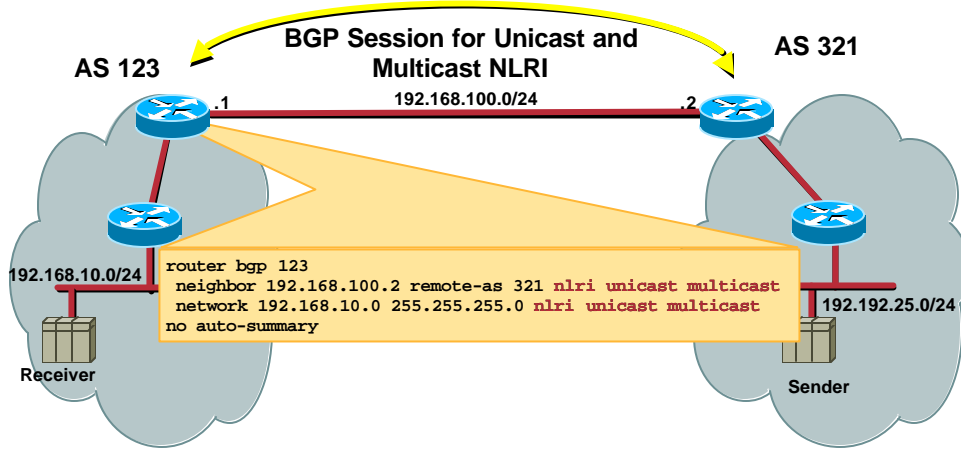 BGP Session for Unicast and
Multicast NLRI
AS 123
AS 321
.1
192.168.100.0/24
.2
192.168.10.0/24
router bgp 123
neighbor 192.168.100.2 remote-as 321 nlri unicast multicast
network 192.168.10.0 255.255.255.0 nlri unicast multicast
no auto-summary
192.192.25.0/24
Receiver
Sender